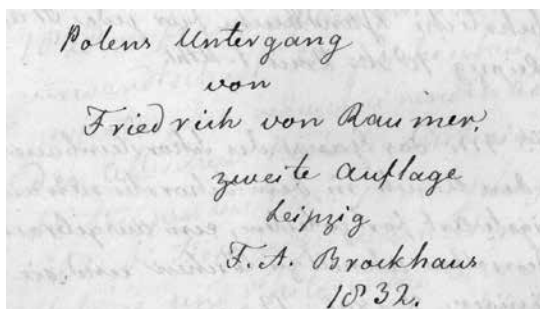 Polens Untergang
von
Friedrich von Raumer,
zweite Auflage
Leipzig
F. A. Brockhaus
1832.